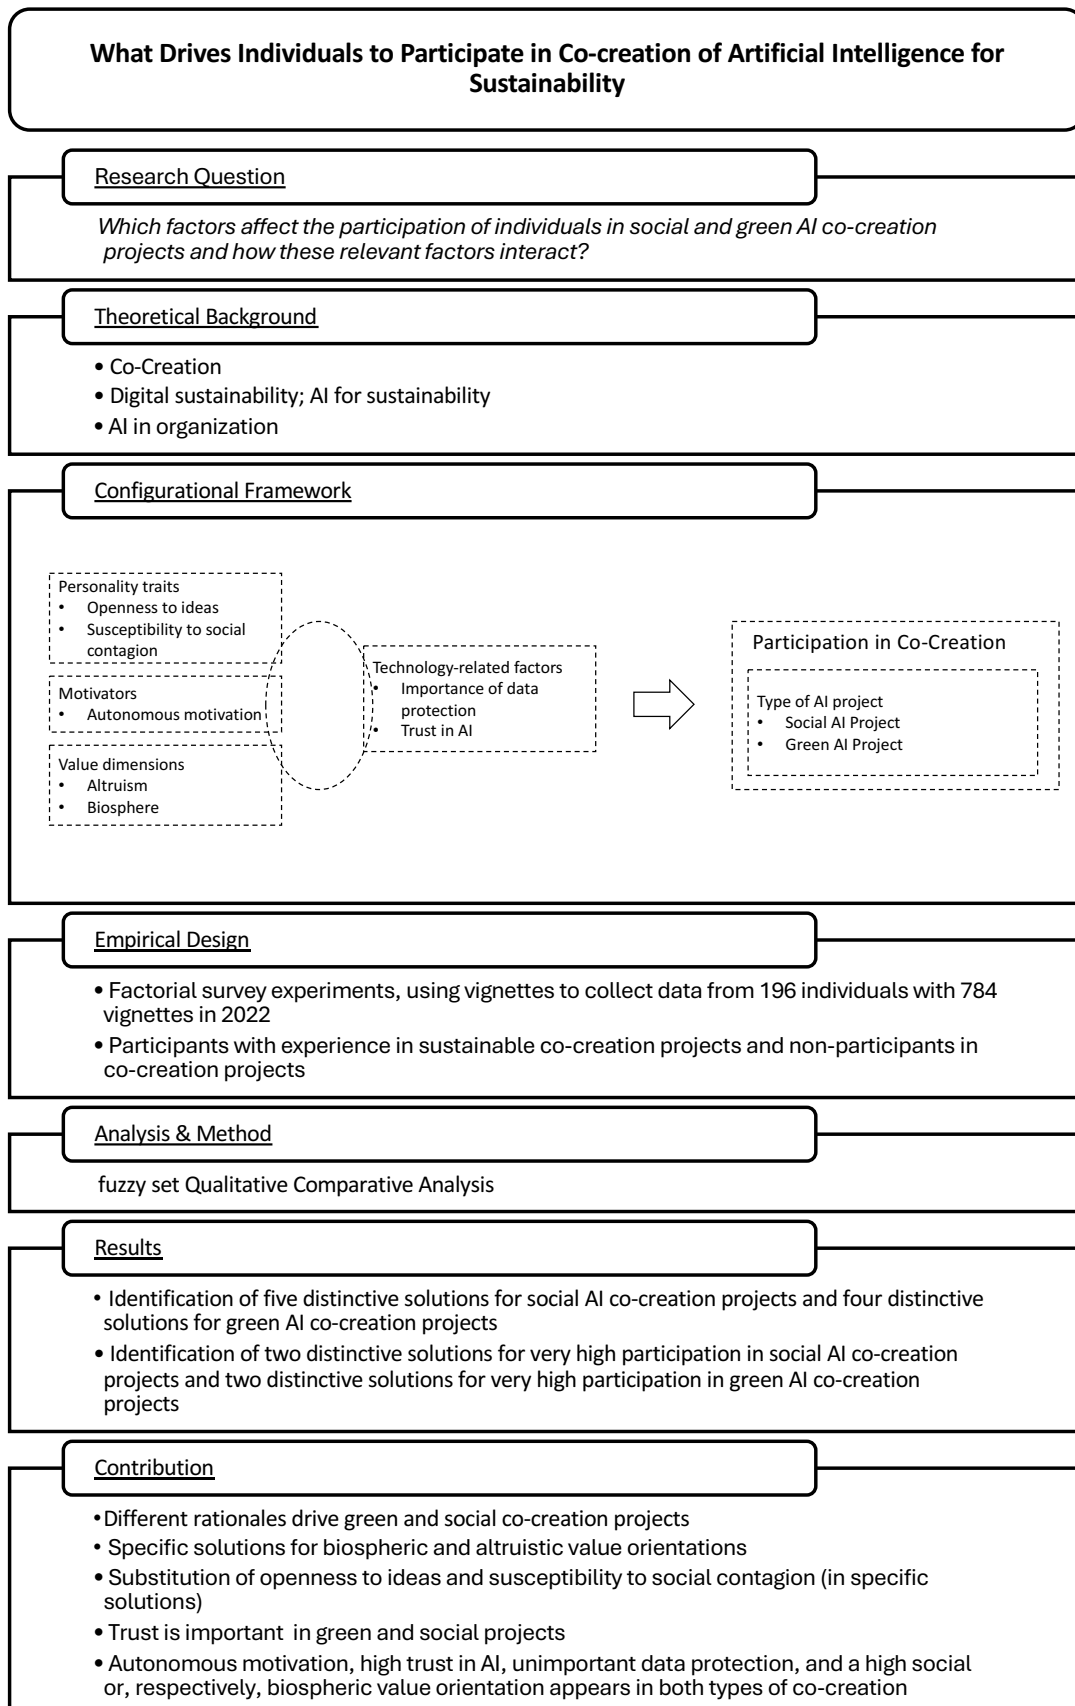 What Drives Individuals to Participate in Co-creation of Artificial Intelligence for
Sustainability
Research Question
Which factors affect the participation of individuals in social and green AI co-creation
projects and how these relevant factors interact?
Theoretical Background
• Co-Creation
• Digital sustainability; AI for sustainability
• AI in organization
Configurational Framework
Personality traits
• Openness to ideas
• Susceptibility to social
contagion
Motivators
• Autonomous motivation
Value dimensions
• Altruism
• Biosphere
Technology-related factors
• Importance of data
protection
• Trust in AI
Participation in Co-Creation
Type of AI project
• Social AI Project
• Green AI Project
Empirical Design
• Factorial survey experiments, using vignettes to collect data from 196 individuals with 784
vignettes in 2022
• Participants with experience in sustainable co-creation projects and non-participants in
co-creation projects
Analysis & Method
fuzzy set Qualitative Comparative Analysis
Results
• Identification of five distinctive solutions for social AI co-creation projects and four distinctive
solutions for green AI co-creation projects
• Identification of two distinctive solutions for very high participation in social AI co-creation
projects and two distinctive solutions for very high participation in green AI co-creation
projects
Contribution
• Different rationales drive green and social co-creation projects
• Specific solutions for biospheric and altruistic value orientations
• Substitution of openness to ideas and susceptibility to social contagion (in specific
solutions)
• Trust is important in green and social projects
• Autonomous motivation, high trust in AI, unimportant data protection, and a high social
or, respectively, biospheric value orientation appears in both types of co-creation